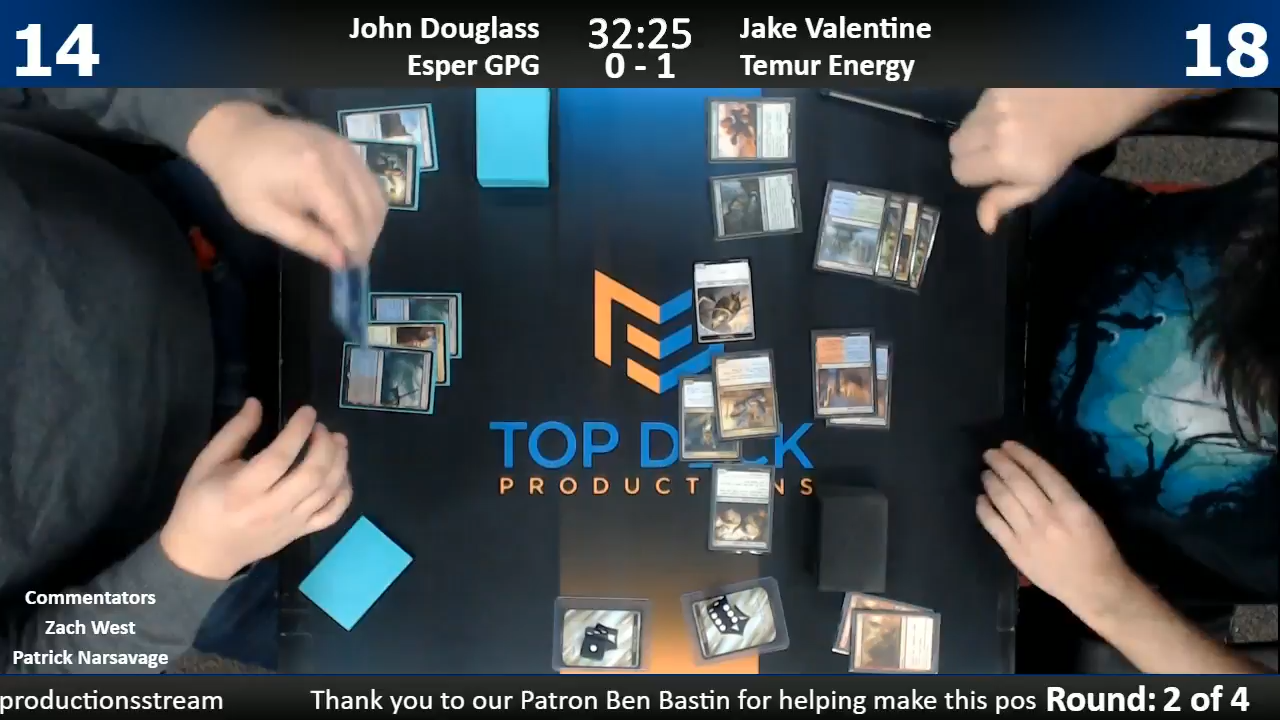 14
John Douglass
Esper GPG
32:25
0 - 1
Jake Valentine
Temur Energy
18
TOP DECK
PRODUCTIONS
Commentators
Zach West
Patrick Narsavage
productionsstream
Thank you to our Patron Ben Bastin for helping make this pos
Round: 2 of 4